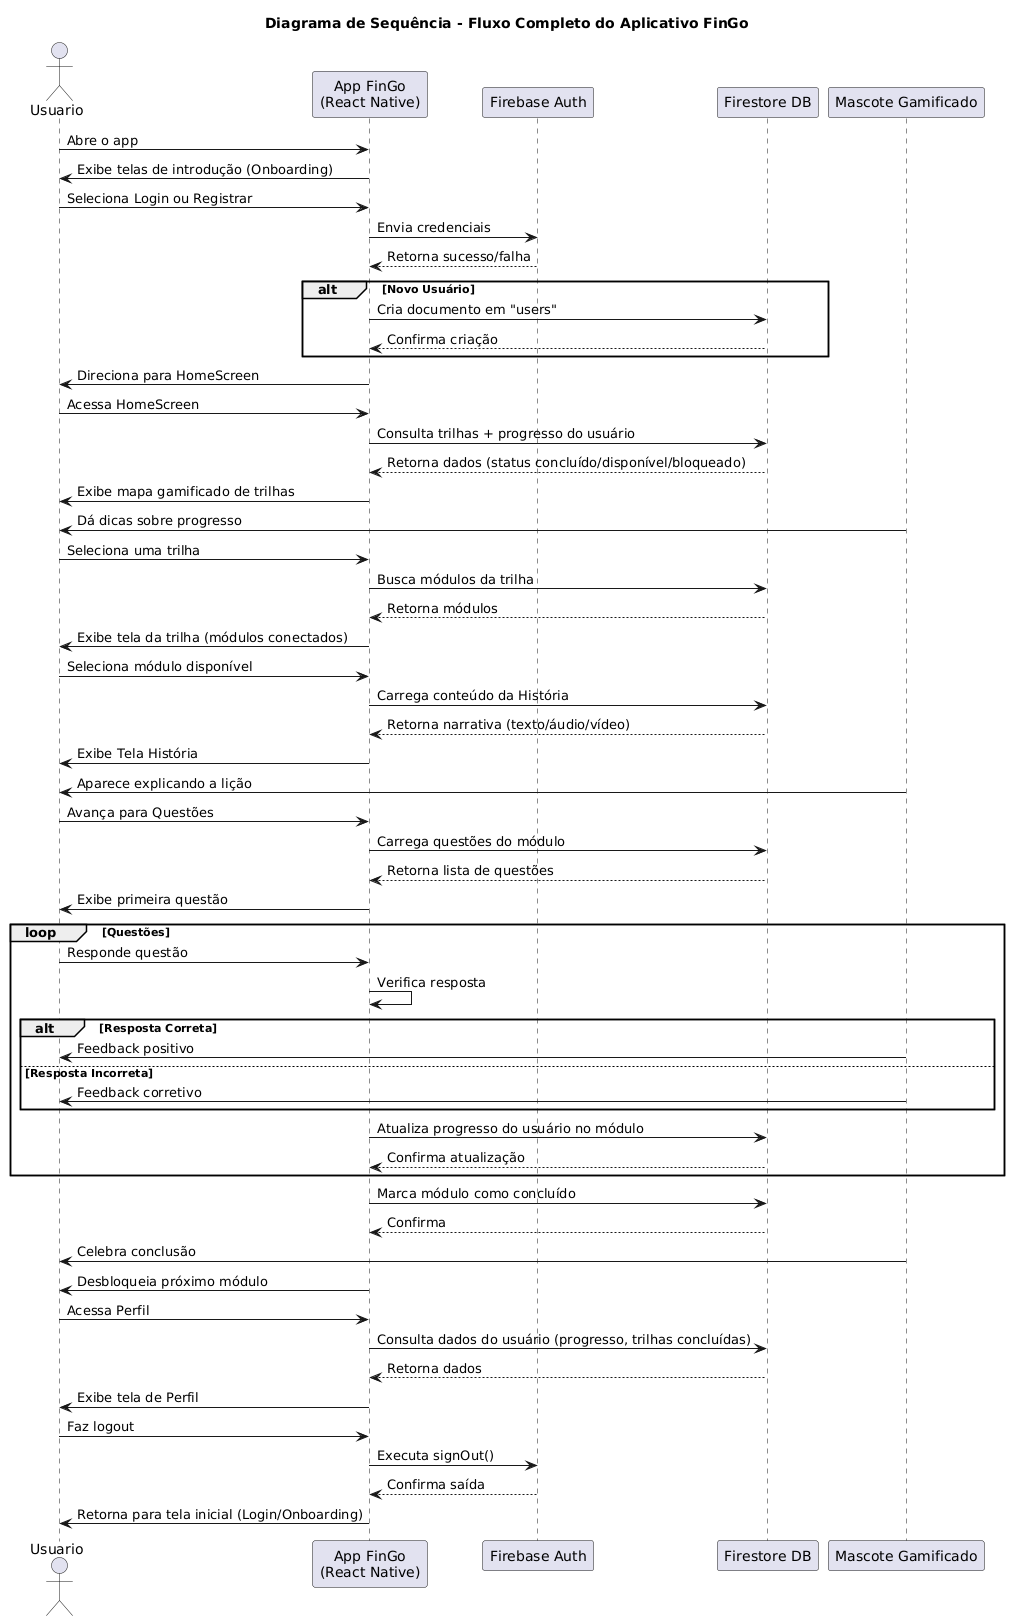 Diagrama de Sequência - Fluxo Completo do Aplicativo FinGo
Usuario
App FinGo
(React Native)
Firebase Auth
Firestore DB
Mascote Gamificado
Abre o app
Exibe telas de introdução (Onboarding)
Seleciona Login ou Registrar
Envia credenciais
Retorna sucesso/falha
alt
[Novo Usuário]
Cria documento em "users"
Confirma criação
Direciona para HomeScreen
Acessa HomeScreen
Consulta trilhas + progresso do usuário
Retorna dados (status concluído/disponível/bloqueado)
Exibe mapa gamificado de trilhas
Dá dicas sobre progresso
Seleciona uma trilha
Busca módulos da trilha
Retorna módulos
Exibe tela da trilha (módulos conectados)
Seleciona módulo disponível
Carrega conteúdo da História
Retorna narrativa (texto/áudio/vídeo)
Exibe Tela História
Aparece explicando a lição
Avança para Questões
Carrega questões do módulo
Retorna lista de questões
Exibe primeira questão
loop
[Questões]
Responde questão
Verifica resposta
alt
[Resposta Correta]
Feedback positivo
[Resposta Incorreta]
Feedback corretivo
Atualiza progresso do usuário no módulo
Confirma atualização
Marca módulo como concluído
Confirma
Celebra conclusão
Desbloqueia próximo módulo
Acessa Perfil
Consulta dados do usuário (progresso, trilhas concluídas)
Retorna dados
Exibe tela de Perfil
Faz logout
Executa signOut()
Confirma saída
Retorna para tela inicial (Login/Onboarding)
Usuario
App FinGo
(React Native)
Firebase Auth
Firestore DB
Mascote Gamificado